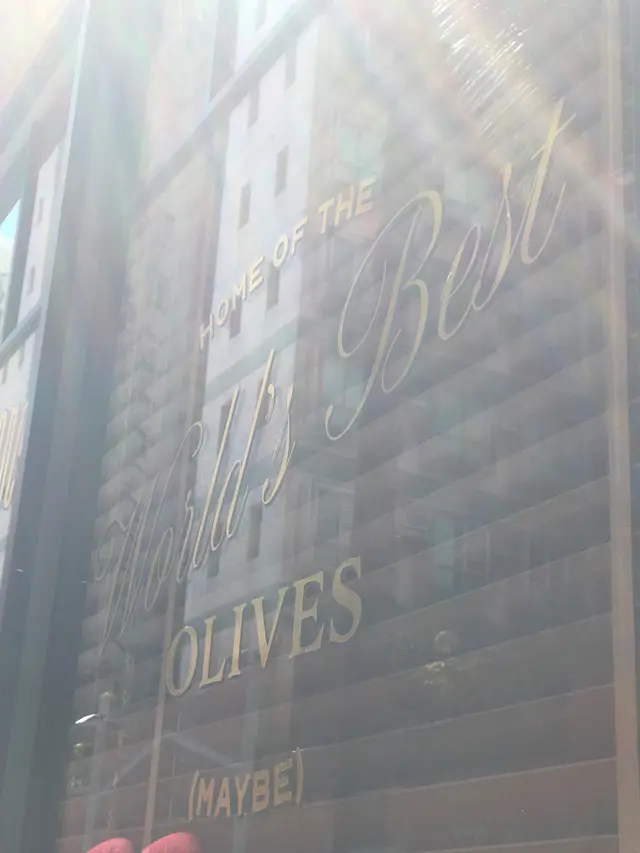 HOME OF THE
World's Best
OLIVES
(MAYBE)